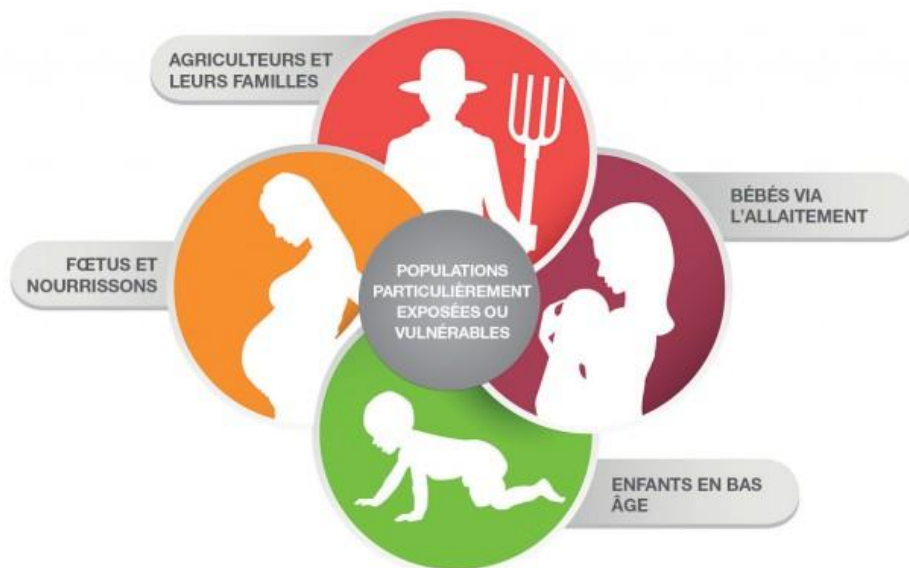 AGRICULTEURS ET
LEURS FAMILLES
BÉBÉS VIA
L'ALLAITEMENT
FŒTUS ET
NOURRISSONS
POPULATIONS
PARTICULIÈREMENT
EXPOSÉES OU
VULNÉRABLES
ENFANTS EN BAS
ÂGE